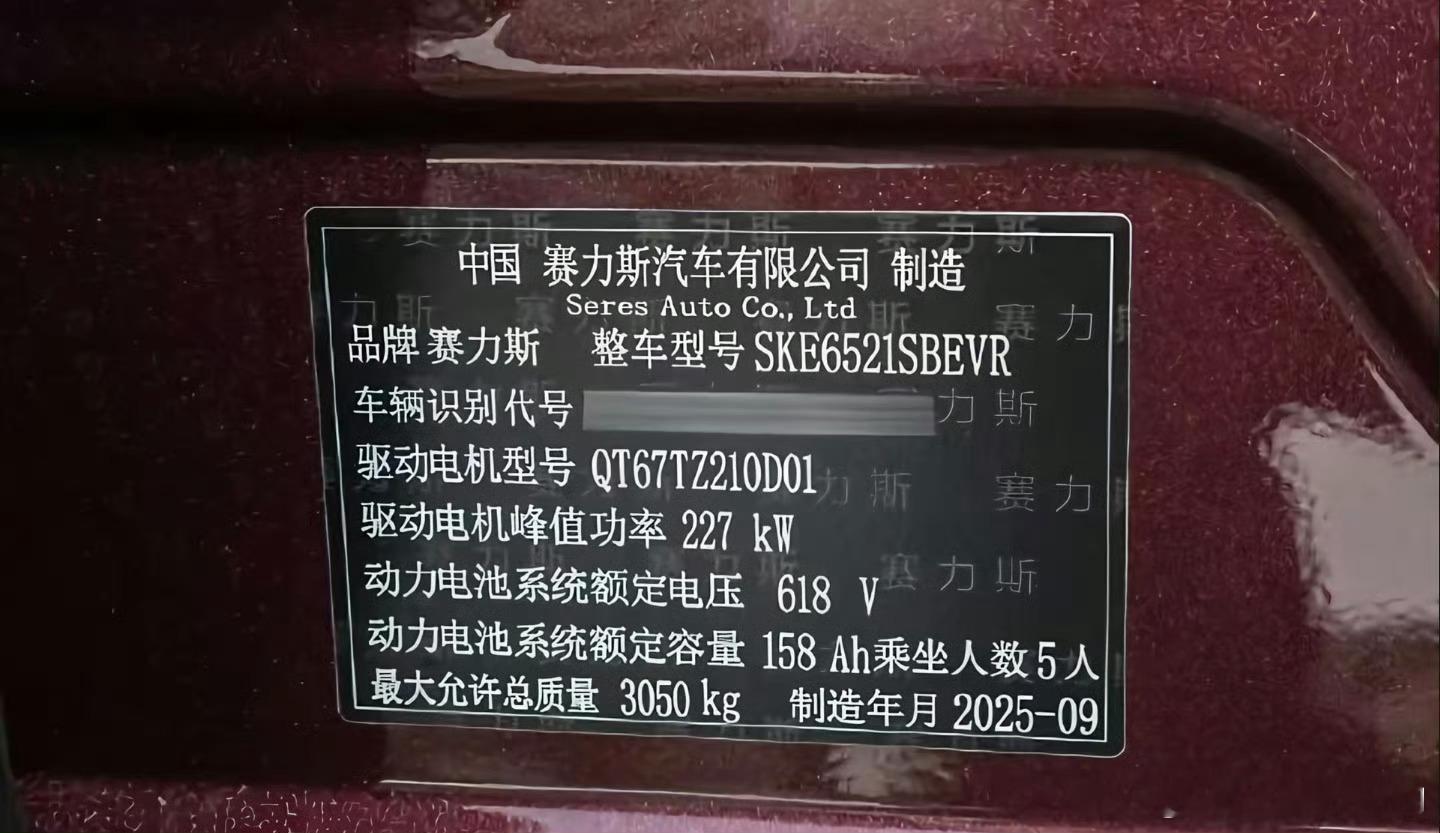 中国 赛力斯汽车有限公司 制造
Seres Auto Co., Ltd
品牌 赛力斯 整车型号 SKE6521SBEVR
车辆识别代号
驱动电机型号 QT67TZ210D01
驱动电机峰值功率 227 kW
动力电池系统额定电压 618 V
动力电池系统额定容量 158 Ah 乘坐人数 5 人
最大允许总质量 3050 kg 制造年月 2025-09